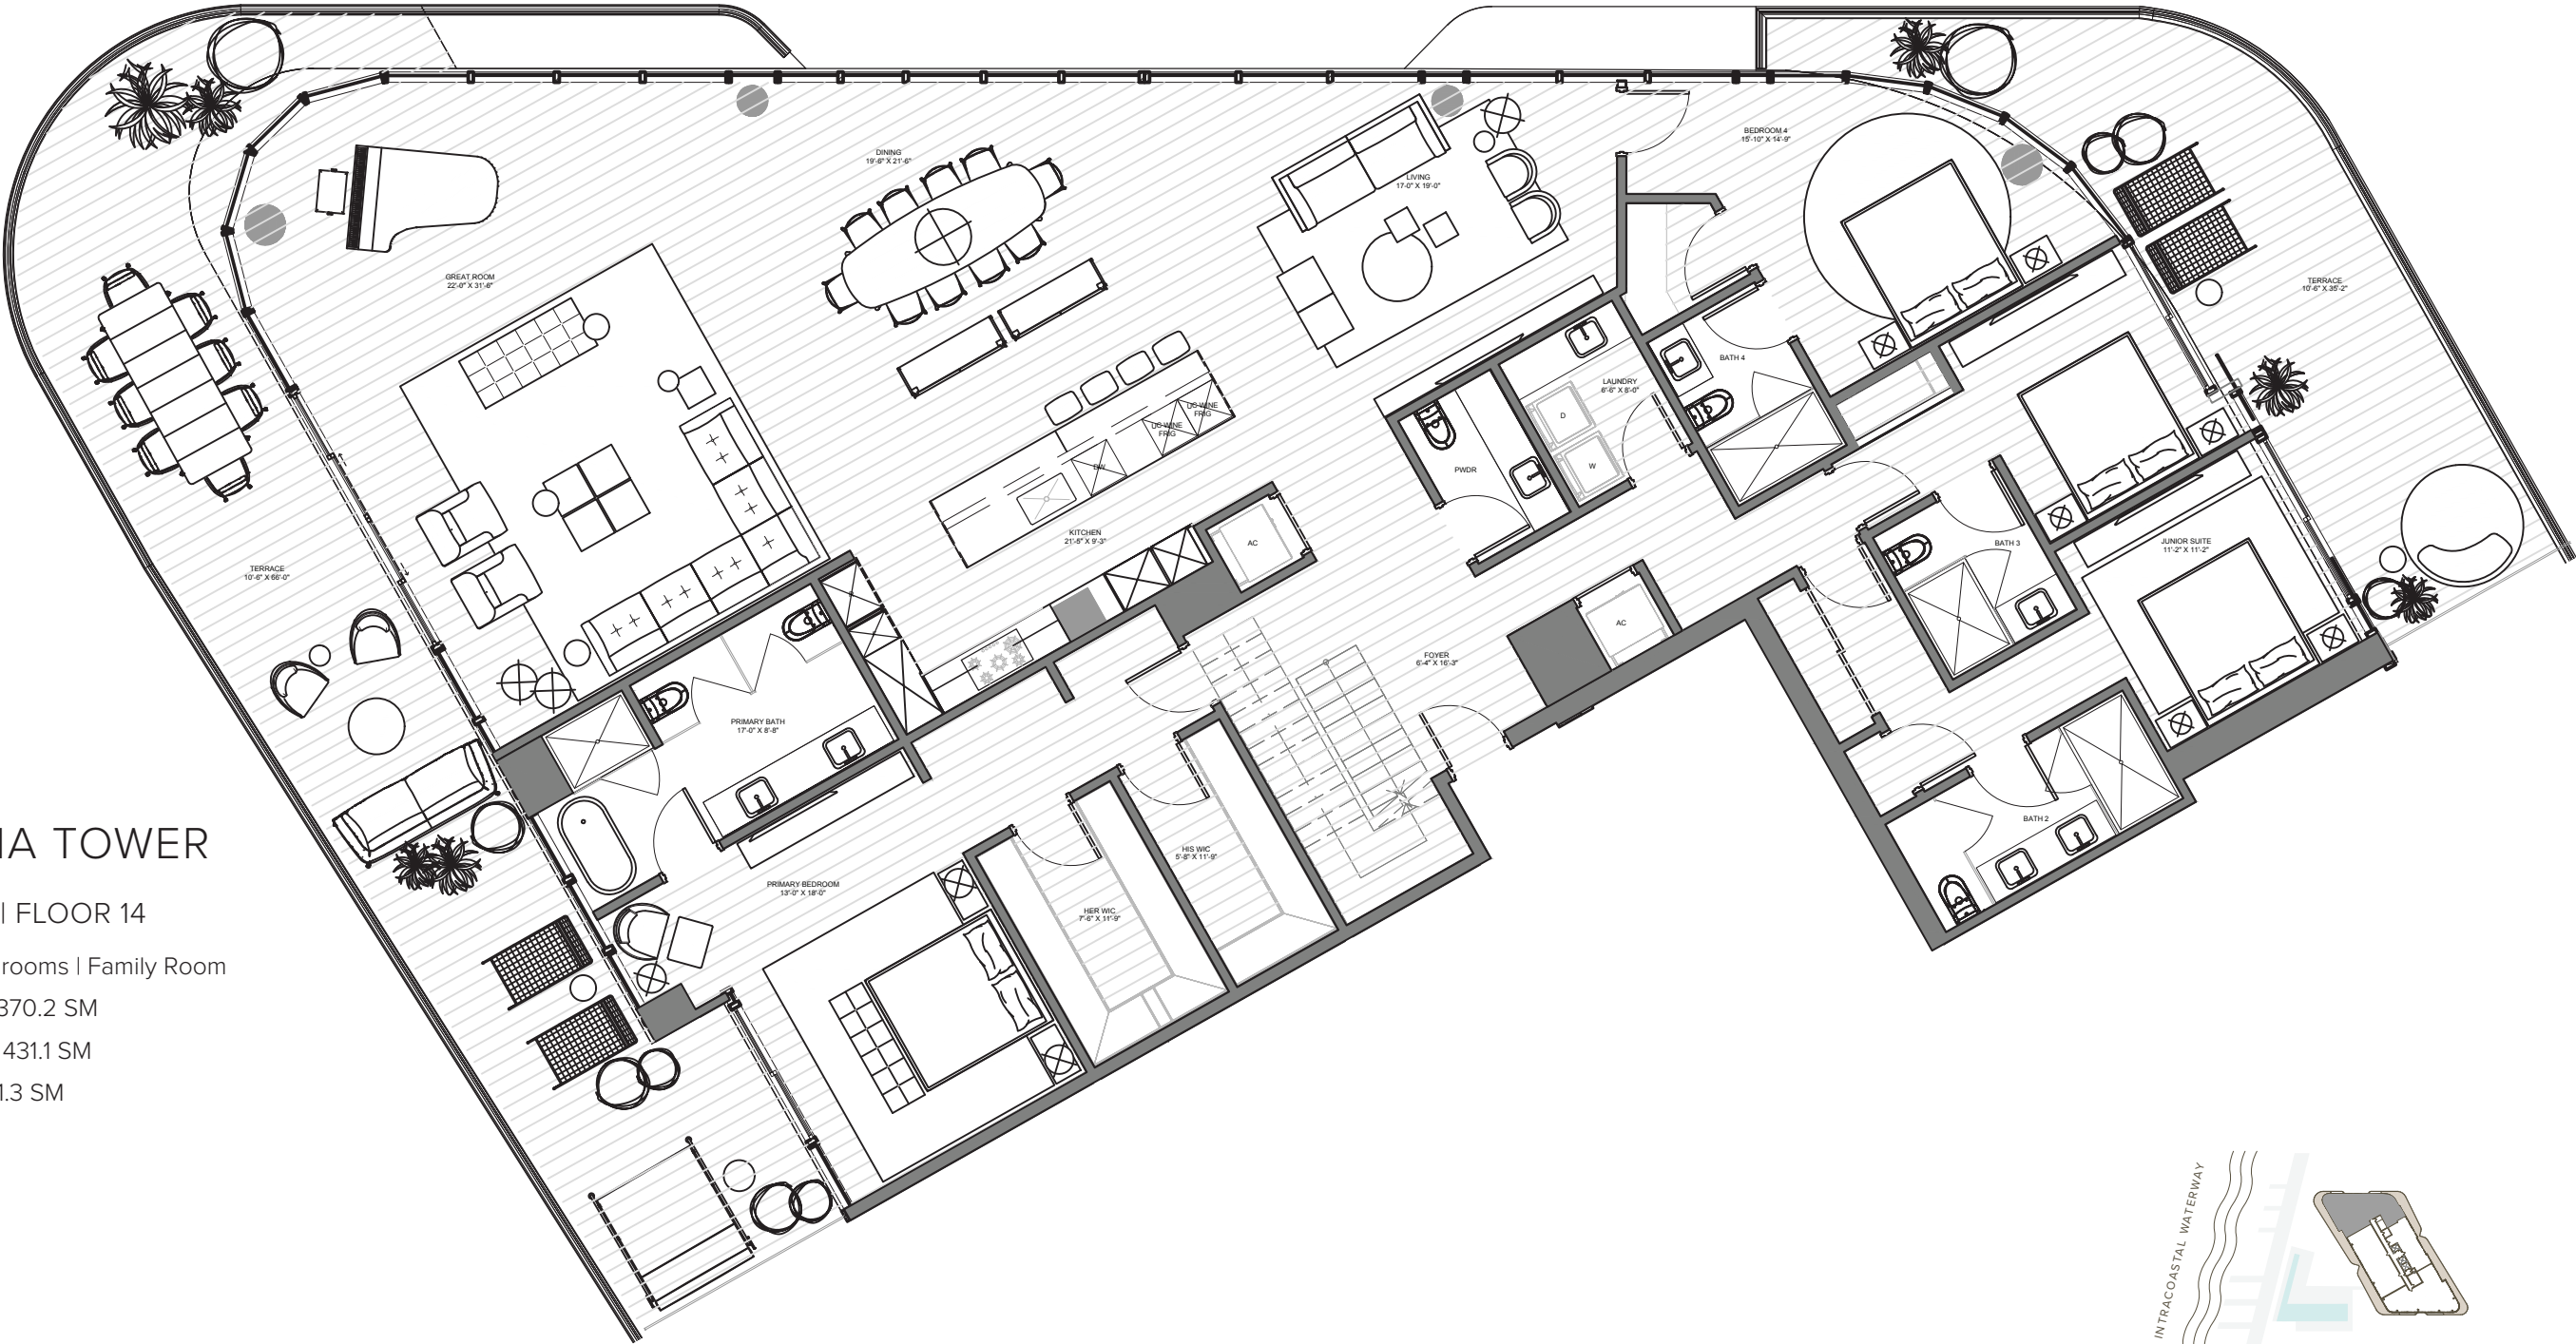 BEDROOM 4
15'-10" X 14'-9"
DINING
19'-6" X 21'-6"
LIVING
17'-0" X 19'-0"
GREAT ROOM
22'-0" X 31'-6"
TERRACE
10'-6" X 35'-2"
BATH 4
LAUNDRY
6'-6" X 8'-0"
UC WINE
FRIG
UC WINE
FRIG
D
DW
W
PWDR
KITCHEN
21'-5" X 9'-3"
AC
BATH 3
JUNIOR SUITE
11'-2" X 11'-2"
TERRACE
10'-6" X 66'-0"
AC
FOYER
6'-4" X 16'-3"
PRIMARY BATH
17'-0" X 8'-8"
BATH 2
IA TOWER
HIS WIC
5'-8" X 11'-9"
PRIMARY BEDROOM
13'-0" X 18'-0"
HER WIC
7'-6" X 11'-9"
| FLOOR 14
rooms | Family Room
370.2 SM
431.1 SM
1.3 SM
INTRACOASTAL WATERWAY